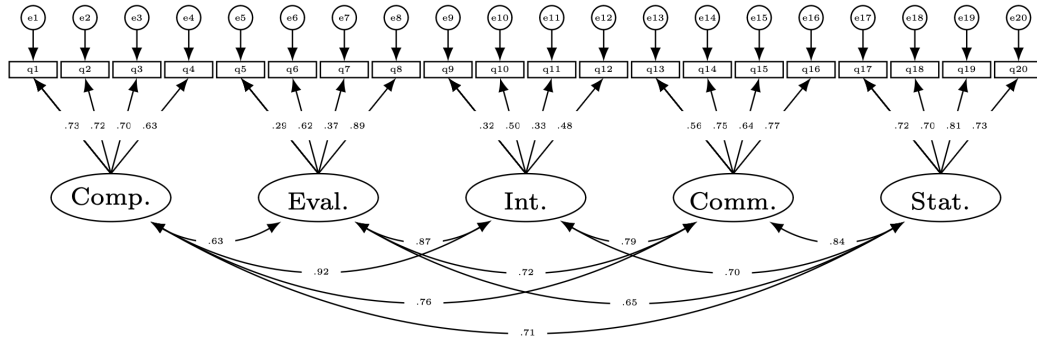 e1 e2 e3 e4 e5 e6 e7 e8 e9 e10 e11 e12 e13 e14 e15 e16 e17 e18 e19 e20
q1 q2 q3 q4 q5 q6 q7 q8 q9 q10 q11 q12 q13 q14 q15 q16 q17 q18 q19 q20
.73 .72 .70 .63 .29 .62 .37 .89 .32 .50 .33 .48 .56 .75 .64 .77 .72 .70 .81 .73
Comp. Eval. Int. Comm. Stat.
.63 .87 .79 .84
.92 .72 .70
.76 .65
.71